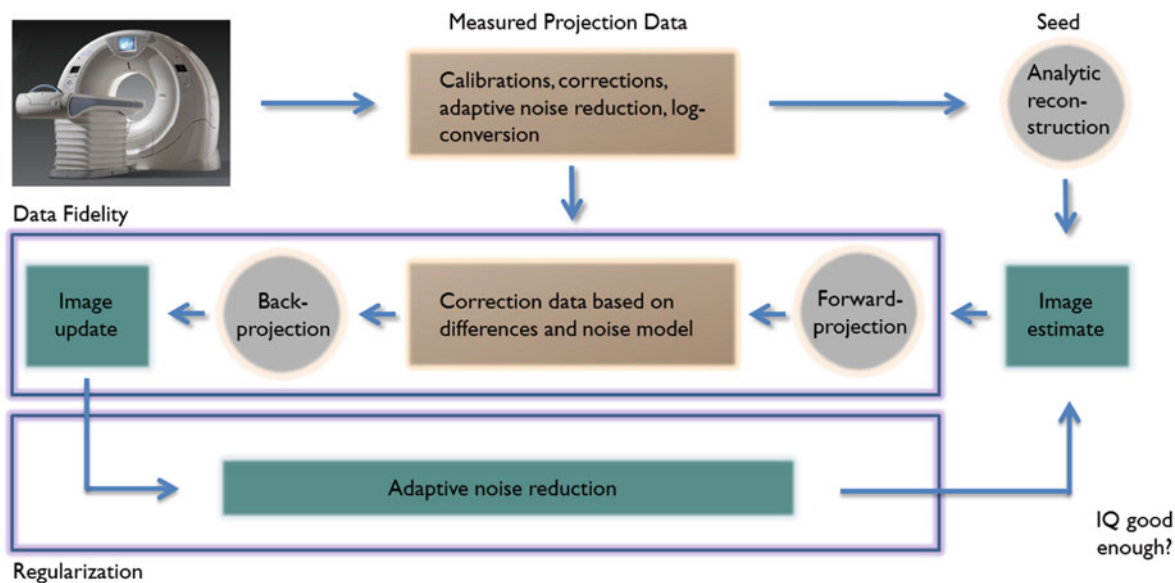 Measured Projection Data
Seed
Calibrations, corrections,
adaptive noise reduction, log-
conversion
Analytic
recon-
struction
Data Fidelity
Image
update
Back-
projection
Correction data based on
differences and noise model
Forward-
projection
Image
estimate
Adaptive noise reduction
IQ good
enough?
Regularization